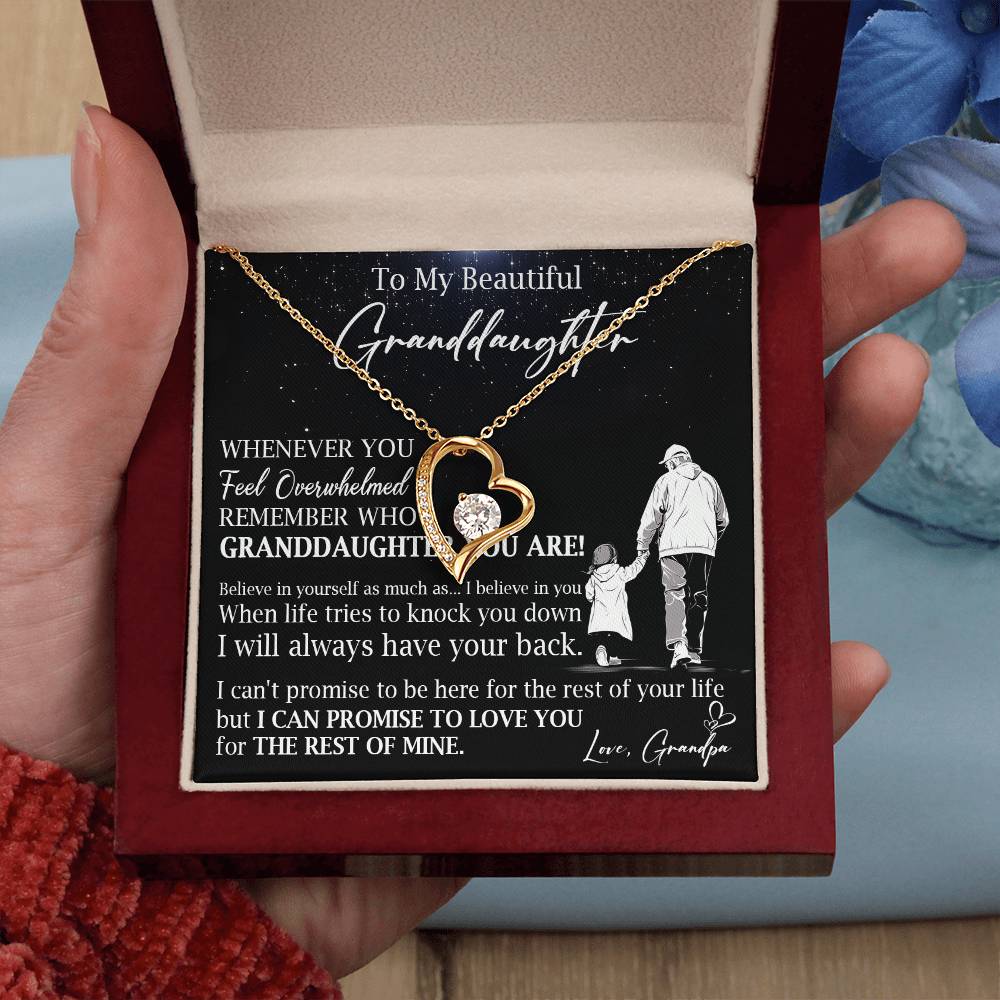 To My Beautiful
Granddaughter
WHENEVER YOU
Feel Overwhelmed
REMEMBER WHO
GRANDDAUGHTER YOU ARE!
Believe in yourself as much as... I believe in you
When life tries to knock you down
I will always have your back.
I can't promise to be here for the rest of your life
but I CAN PROMISE TO LOVE YOU
for THE REST OF MINE.
Love, Grandpa